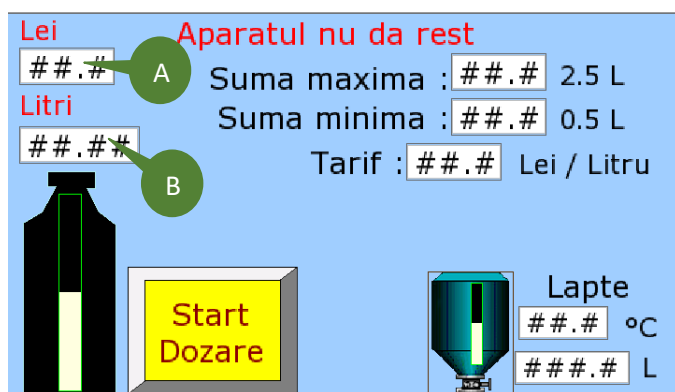 Lei
Aparatul nu da rest
##.#
A
Suma maxima : ##.# 2.5 L
Litri
Suma minima : ##.# 0.5 L
##.##
B
Tarif : ##.# Lei / Litru
Start
Dozare
Lapte
##.# °C
###.# L